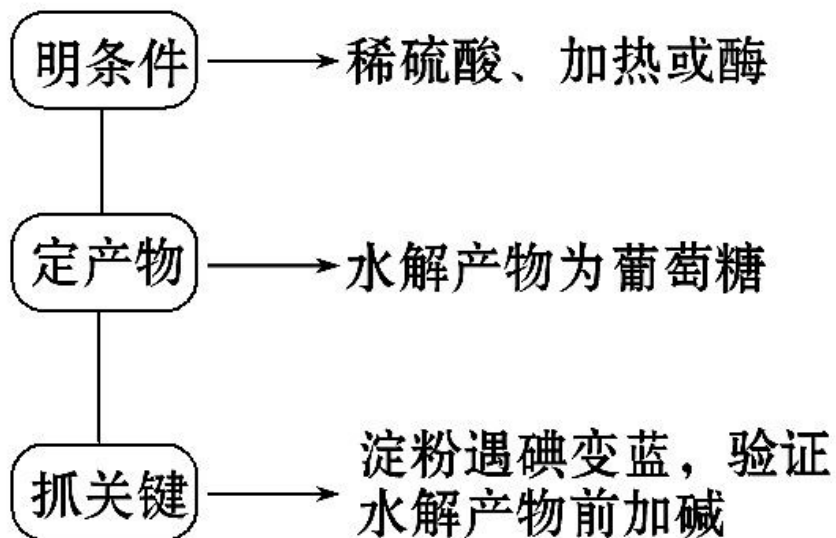 明条件 稀硫酸、加热或酶
定产物 水解产物为葡萄糖
抓关键 淀粉遇碘变蓝，验证
水解产物前加碱